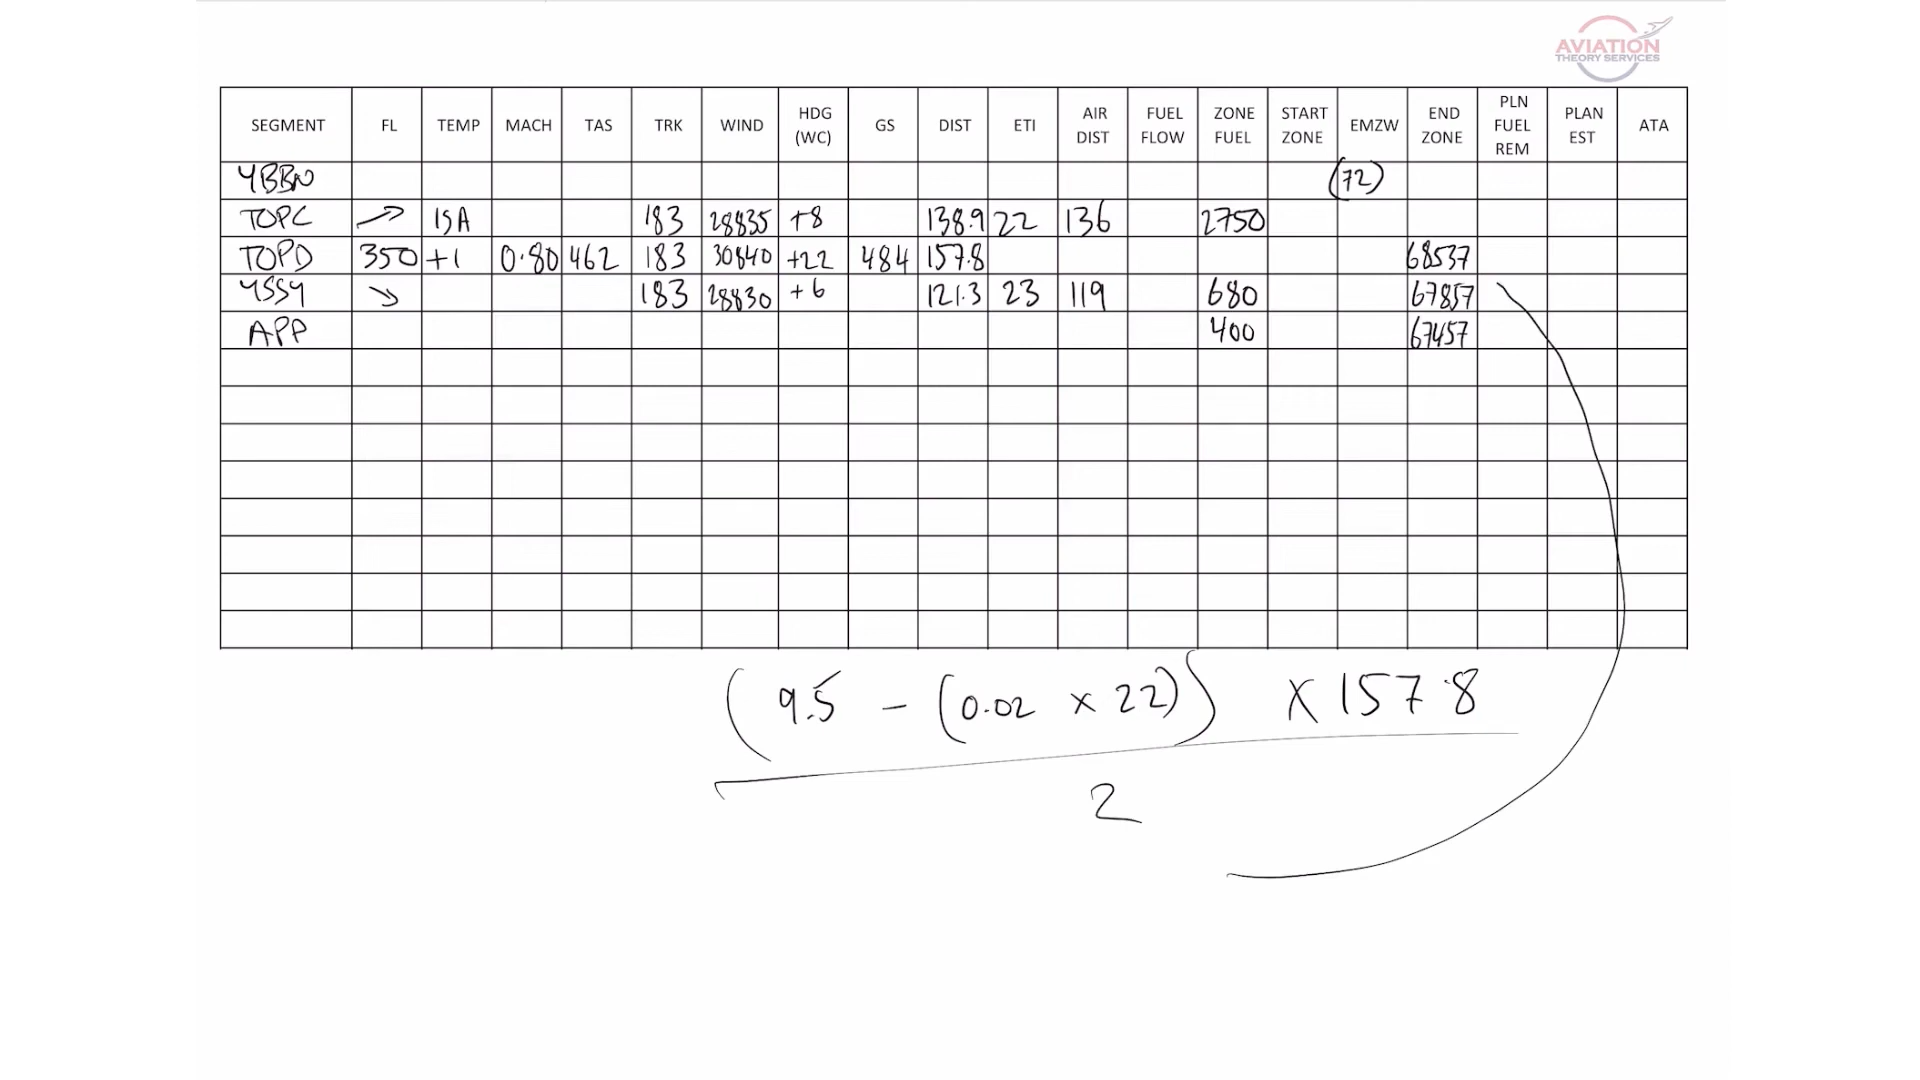 AVIATION
THEORY SERVICES
SEGMENT FL TEMP MACH TAS TRK WIND HDG (WC) GS DIST ETI AIR DIST FUEL FLOW ZONE FUEL START ZONE EMZW END ZONE PLN FUEL REM PLAN EST ATA
YBBN (72)
TOPC ISA 183 28835 +8 138.9 22 136 2750
TOPD 350 +1 0.80 462 183 30840 +22 484 157.8 68537
YSSY 183 28830 +6 121.3 23 119 680 67857
APP 400 67457
(9.5 - (0.02 × 22)) × 157.8
2